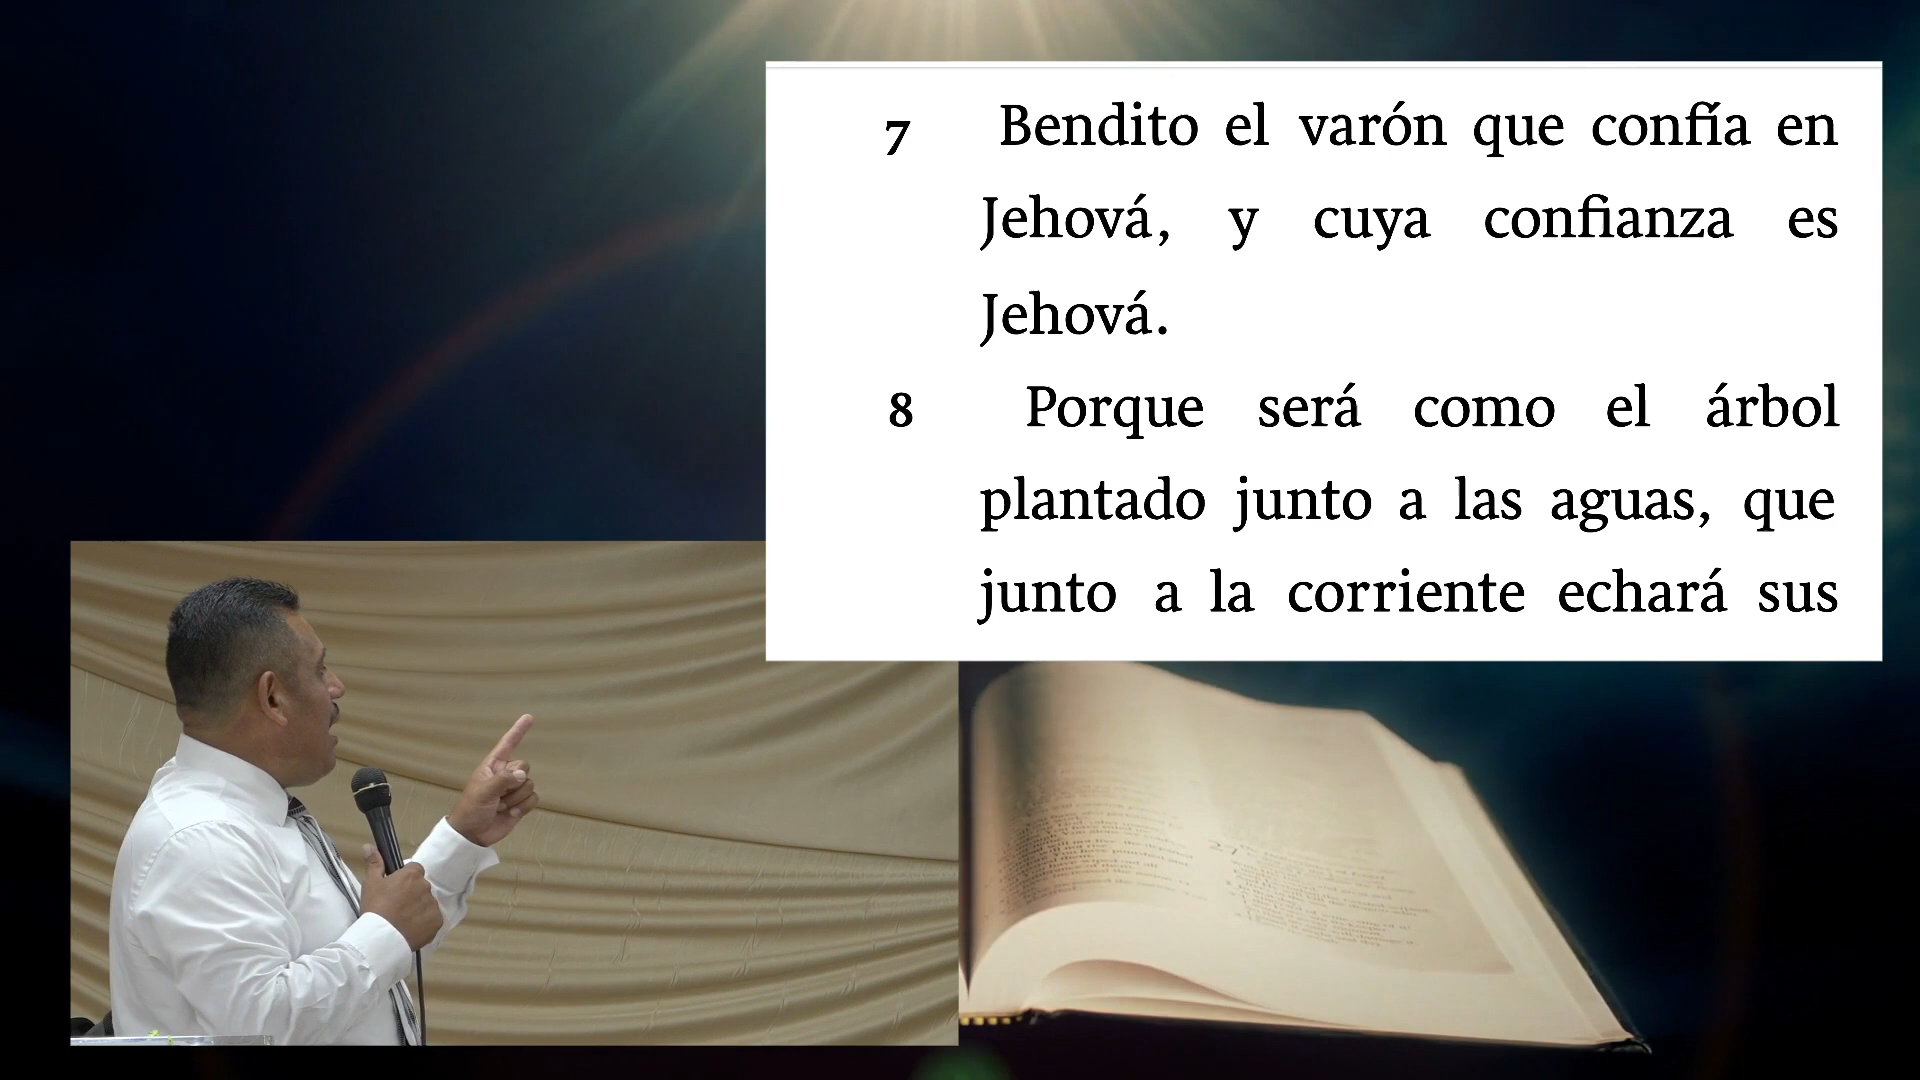 7 Bendito el varón que confía en
Jehová, y cuya confianza es
Jehová.
8 Porque será como el árbol
plantado junto a las aguas, que
junto a la corriente echará sus